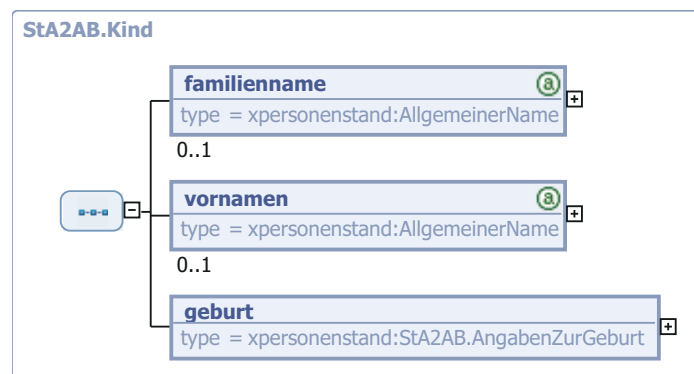 StA2AB.Kind
familienname
type = xpersonenstand:AllgemeinerName
0..1
vornamen
type = xpersonenstand:AllgemeinerName
0..1
geburt
type = xpersonenstand:StA2AB.AngabenZurGeburt